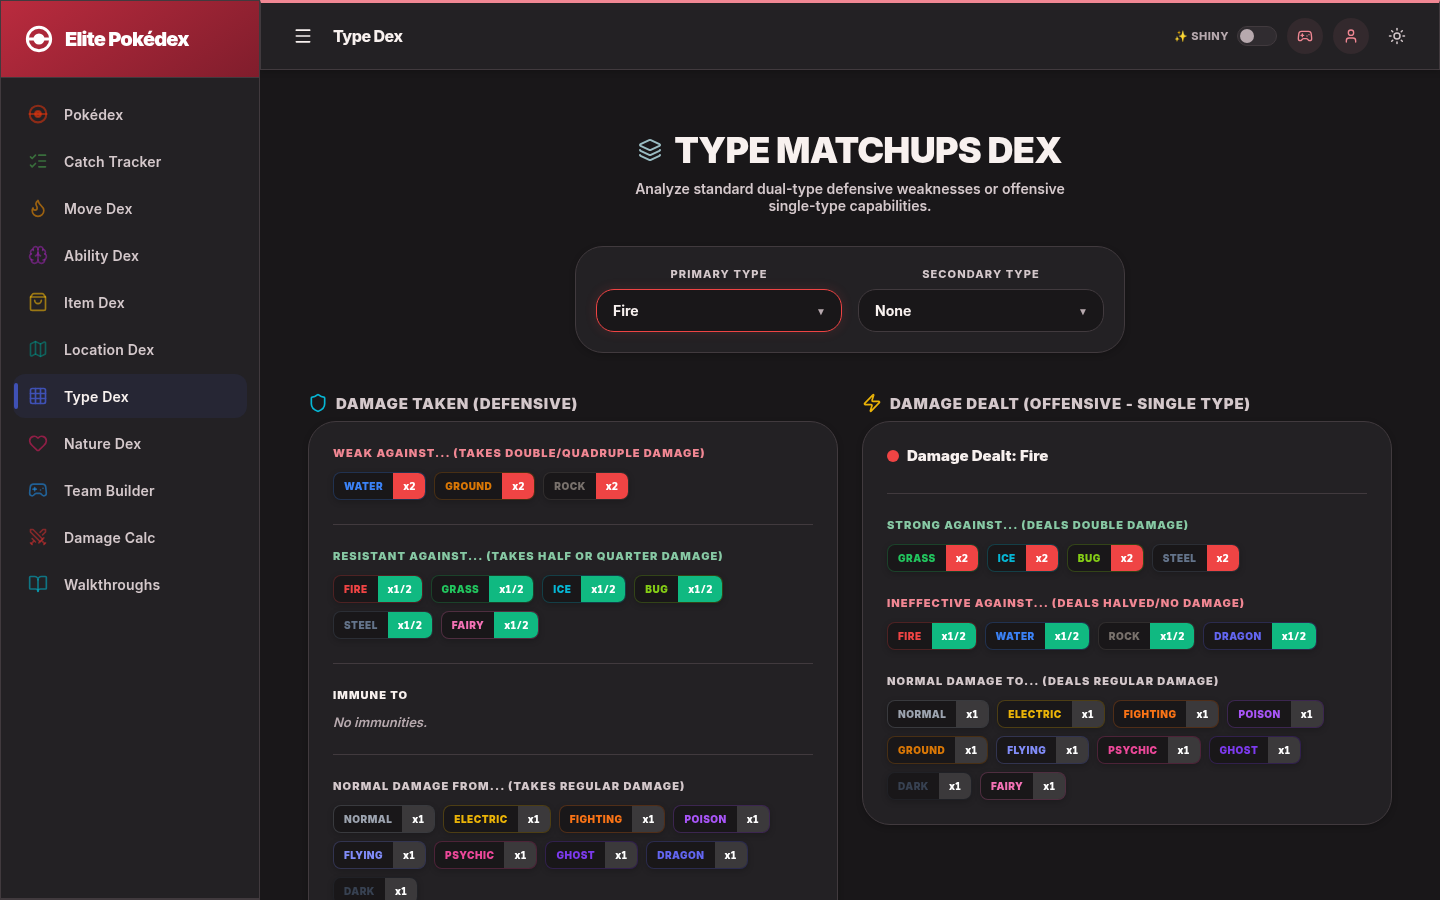 Elite Pokédex
Type Dex
✨ SHINY
Pokédex
Catch Tracker
Move Dex
Ability Dex
Item Dex
Location Dex
Type Dex
Nature Dex
Team Builder
Damage Calc
Walkthroughs
TYPE MATCHUPS DEX
Analyze standard dual-type defensive weaknesses or offensive
single-type capabilities.
PRIMARY TYPE
Fire
SECONDARY TYPE
None
DAMAGE TAKEN (DEFENSIVE)
WEAK AGAINST... (TAKES DOUBLE/QUADRUPLE DAMAGE)
WATER x2 GROUND x2 ROCK x2
RESISTANT AGAINST... (TAKES HALF OR QUARTER DAMAGE)
FIRE x1/2 GRASS x1/2 ICE x1/2 BUG x1/2
STEEL x1/2 FAIRY x1/2
IMMUNE TO
No immunities.
NORMAL DAMAGE FROM... (TAKES REGULAR DAMAGE)
NORMAL x1 ELECTRIC x1 FIGHTING x1 POISON x1
FLYING x1 PSYCHIC x1 GHOST x1 DRAGON x1
DARK x1
DAMAGE DEALT (OFFENSIVE - SINGLE TYPE)
Damage Dealt: Fire
STRONG AGAINST... (DEALS DOUBLE DAMAGE)
GRASS x2 ICE x2 BUG x2 STEEL x2
INEFFECTIVE AGAINST... (DEALS HALVED/NO DAMAGE)
FIRE x1/2 WATER x1/2 ROCK x1/2 DRAGON x1/2
NORMAL DAMAGE TO... (DEALS REGULAR DAMAGE)
NORMAL x1 ELECTRIC x1 FIGHTING x1 POISON x1
GROUND x1 FLYING x1 PSYCHIC x1 GHOST x1
DARK x1 FAIRY x1